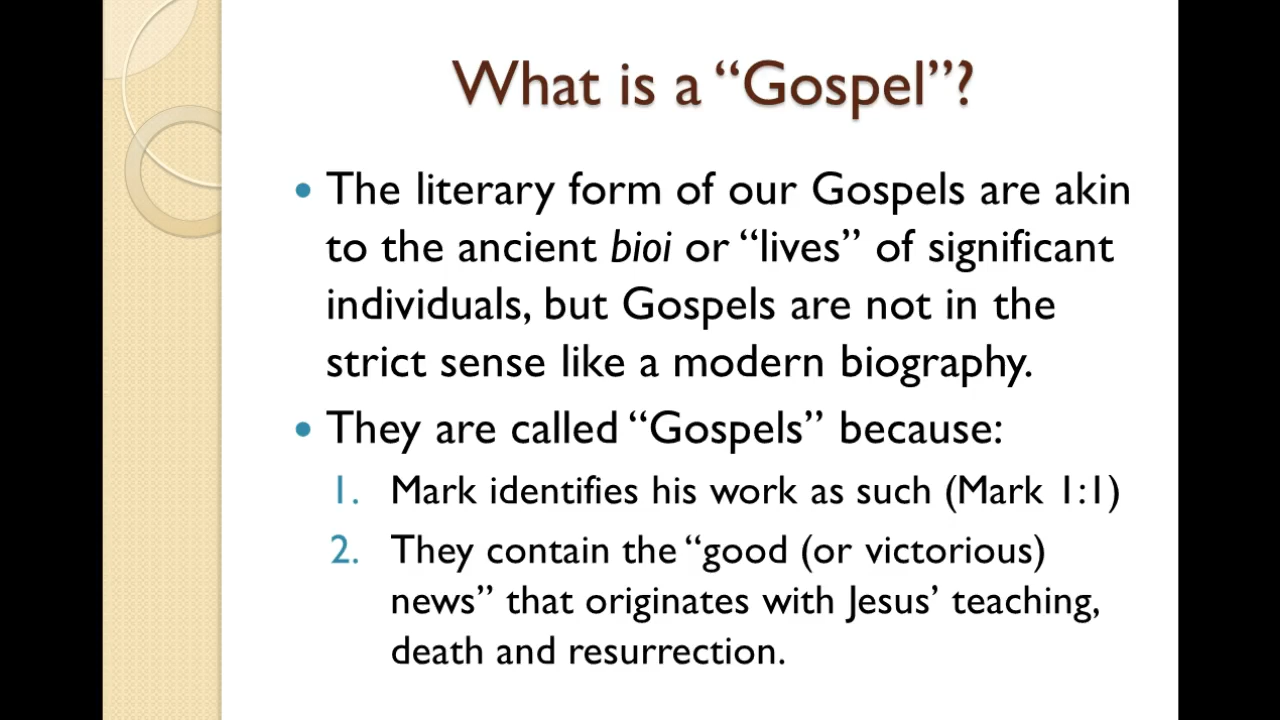 What is a “Gospel”?
• The literary form of our Gospels are akin
to the ancient bioi or “lives” of significant
individuals, but Gospels are not in the
strict sense like a modern biography.
• They are called “Gospels” because:
1. Mark identifies his work as such (Mark 1:1)
2. They contain the “good (or victorious)
news” that originates with Jesus’ teaching,
death and resurrection.